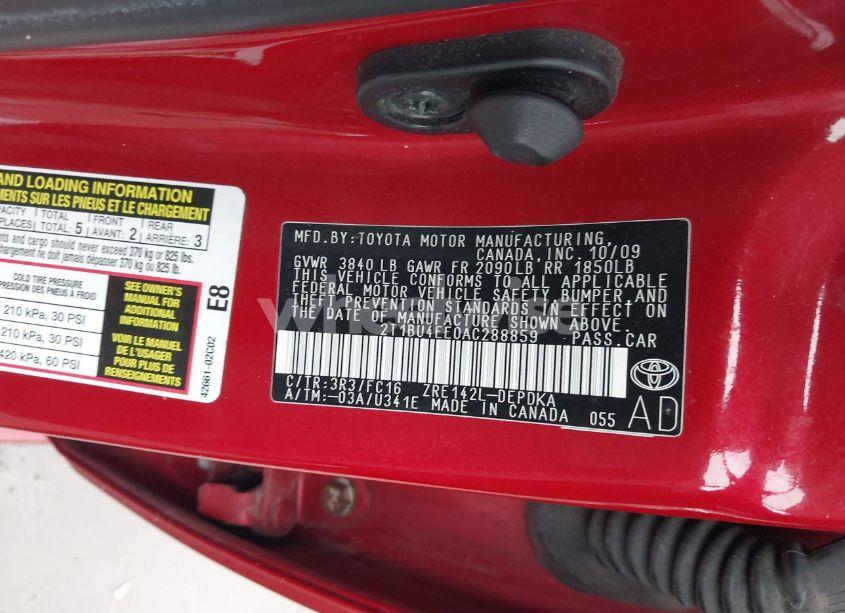 AND LOADING INFORMATION
MENTS SUR LES PNEUS ET LE CHARGEMENT
PACITY TOTAL FRONT REAR
PLACES: TOTAL: 5 AVANT: 2 ARRIÈRE: 3
nts and cargo should never exceed 370 kg or 825 lbs.
chargement ne doit jamais dépasser 370 kg ou 825 lb.
COLD TIRE PRESSURE
PRESSION DES PNEUS À FROID
210 kPa, 30 PSI
210 kPa, 30 PSI
420 kPa, 60 PSI
SEE OWNER'S
MANUAL FOR
ADDITIONAL
INFORMATION
VOIR LE MANUEL
DE L'USAGER
POUR PLUS DE
RENSEIGNEMENTS
E8
42661-02C02
MFD.BY:TOYOTA MOTOR MANUFACTURING,
CANADA,INC. 10/09
GVWR 3840 LB GAWR FR 2090LB RR 1850LB
THIS VEHICLE CONFORMS TO ALL APPLICABLE
FEDERAL MOTOR VEHICLE SAFETY,BUMPER AND
THEFT PREVENTION STANDARDS IN EFFECT ON
THE DATE OF MANUFACTURE SHOWN ABOVE.
2T1BU4EE0AC288859 PASS.CAR
C/TR:3R3/FC16 ZRE142L-DEPDKA
A/TM:-03A/U341E MADE IN CANADA 055
AD